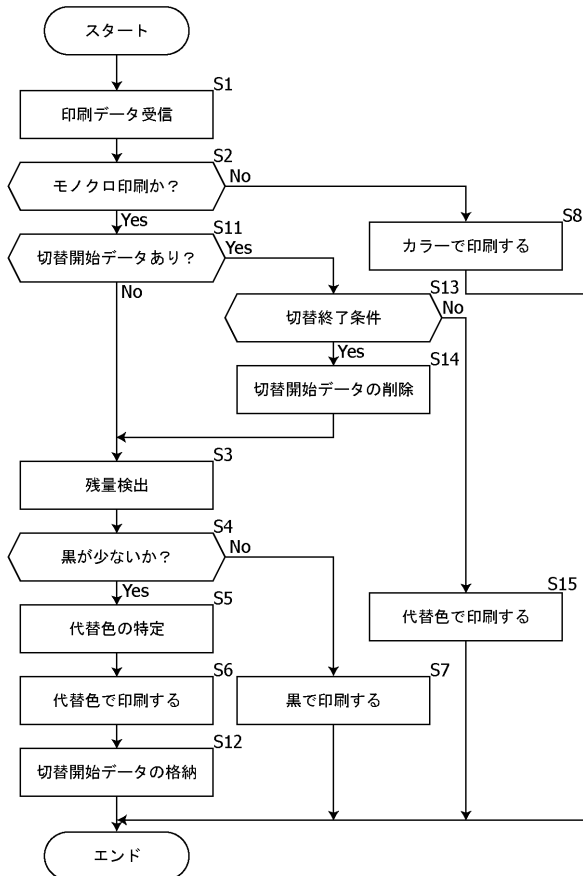 スタート
S1
印刷データ受信
S2
モノクロ印刷か？
No
Yes
S11
切替開始データあり？
Yes
No
S8
カラーで印刷する
S13
切替終了条件
No
Yes
S14
切替開始データの削除
S3
残量検出
S4
黒が少ないか？
No
Yes
S5
代替色の特定
S15
代替色で印刷する
S6
代替色で印刷する
S7
黒で印刷する
S12
切替開始データの格納
エンド